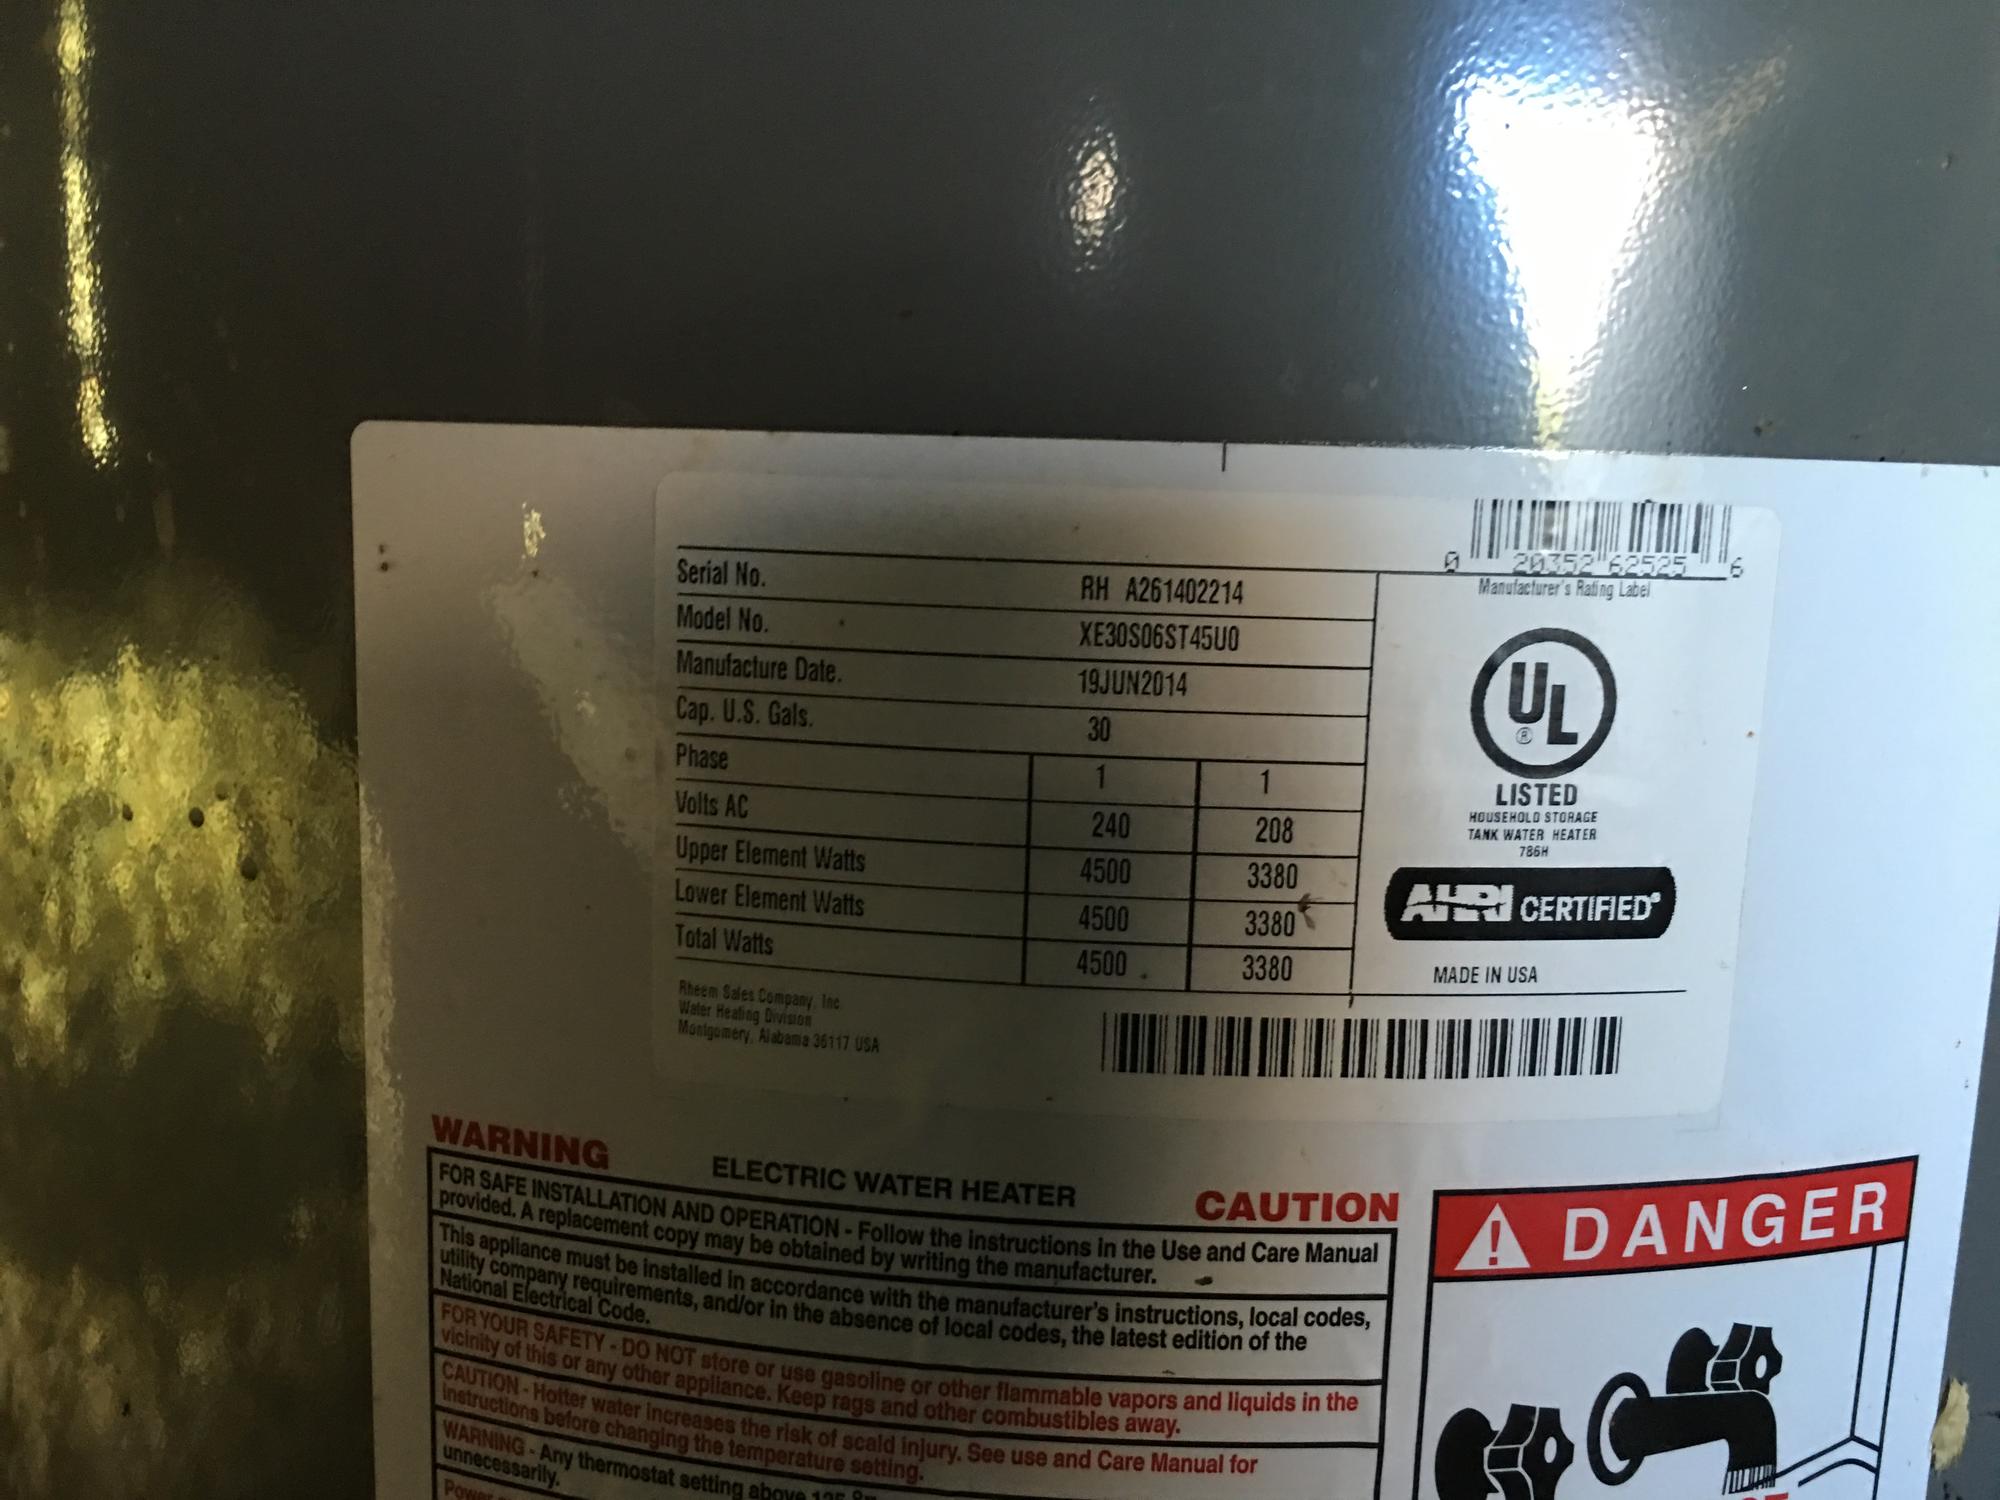 0 20352 62525 6
Manufacturer's Rating Label
Serial No. RH A261402214
Model No. XE30S06ST45U0
Manufacture Date. 19JUN2014
Cap. U.S. Gals. 30
Phase 1 1
Volts AC 240 208
Upper Element Watts 4500 3380
Lower Element Watts 4500 3380
Total Watts 4500 3380
UL
®
LISTED
HOUSEHOLD STORAGE
TANK WATER HEATER
786H
AHRI CERTIFIED®
MADE IN USA
Rheem Sales Company, Inc.
Water Heating Division
Montgomery, Alabama 36117 USA
WARNING
ELECTRIC WATER HEATER
CAUTION
FOR SAFE INSTALLATION AND OPERATION - Follow the instructions in the Use and Care Manual
provided. A replacement copy may be obtained by writing the manufacturer.
This appliance must be installed in accordance with the manufacturer's instructions, local codes,
utility company requirements, and/or in the absence of local codes, the latest edition of the
National Electrical Code.
FOR YOUR SAFETY - DO NOT store or use gasoline or other flammable vapors and liquids in the
vicinity of this or any other appliance. Keep rags and other combustibles away.
CAUTION - Hotter water increases the risk of scald injury. See use and Care Manual for
instructions before changing the temperature setting.
WARNING - Any thermostat setting above
unnecessarily.
Power
DANGER